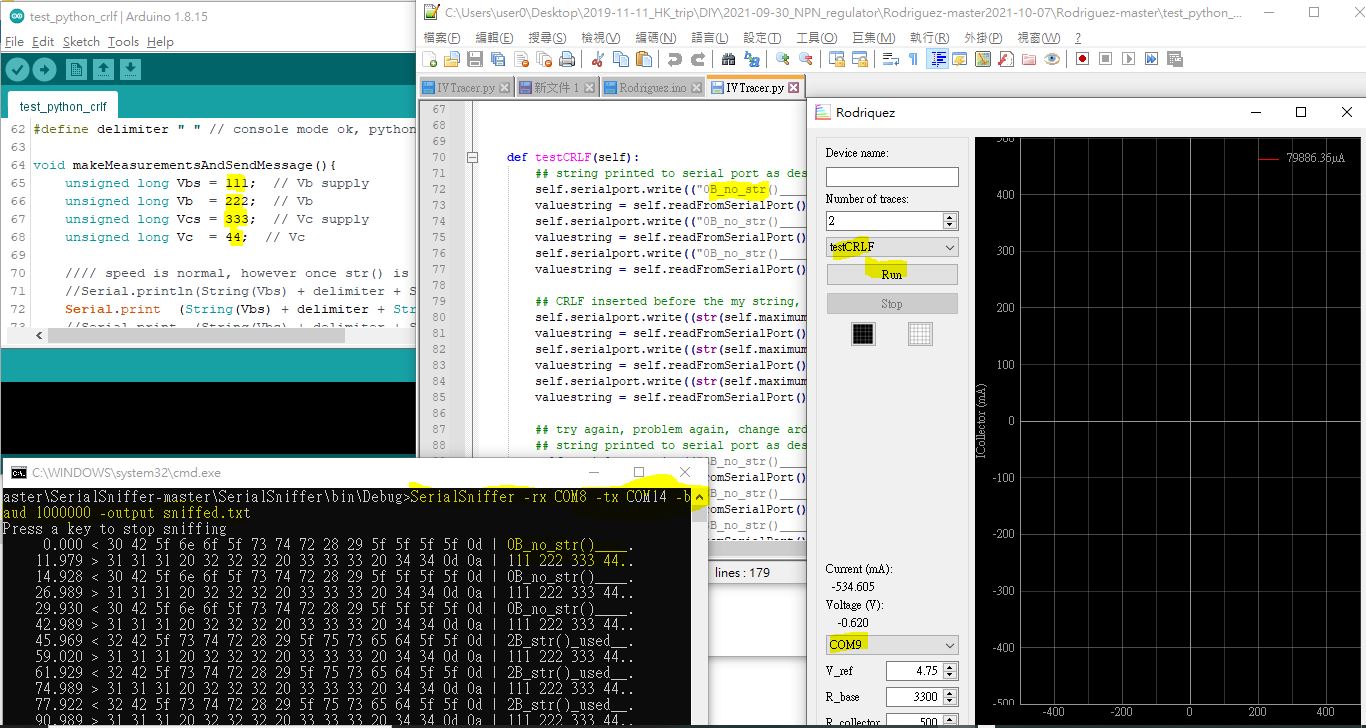 test_python_crlf | Arduino 1.8.15
File Edit Sketch Tools Help
test_python_crlf
62 #define delimiter " " // console mode ok, python
63
64 void makeMeasurementsAndSendMessage(){
65 unsigned long Vbs = 111; // Vb supply
66 unsigned long Vb = 222; // Vb
67 unsigned long Vcs = 333; // Vc supply
68 unsigned long Vc = 44; // Vc
69
70 //// speed is normal, however once str() is
71 //Serial.println(String(Vbs) + delimiter + S
72 Serial.print (String(Vbs) + delimiter + Str
C:\Users\user0\Desktop\2019-11-11_HK_trip\DIY\2021-09-30_NPN_regulator\Rodriguez-master2021-10-07\Rodriguez-master\test_python_...
檔案(F) 編輯(E) 搜尋(S) 檢視(V) 編碼(N) 語言(L) 設定(T) 工具(O) 巨集(M) 執行(R) 外掛(P) 視窗(W) ?
IVTracer.py 新文件 1 Rodriguez.ino IVTracer.py
67
68
69
70 def testCRLF(self):
71 ## string printed to serial port as des
72 self.serialport.write(("0B_no_str()____
73 valuestring = self.readFromSerialPort()
74 self.serialport.write(("0B_no_str()____
75 valuestring = self.readFromSerialPort()
76 self.serialport.write(("0B_no_str()____
77 valuestring = self.readFromSerialPort()
78
79 ## CRLF inserted before the my string,
80 self.serialport.write((str(self.maximum
81 valuestring = self.readFromSerialPort()
82 self.serialport.write((str(self.maximum
83 valuestring = self.readFromSerialPort()
84 self.serialport.write((str(self.maximum
85 valuestring = self.readFromSerialPort()
86
87 ## try again, problem again, change ard
88 ## string printed to serial port as des
0B_no_str()____
omSerialPort()
0B_no_str()____
omSerialPort()
0B_no_str()____
lines : 179
C:\WINDOWS\system32\cmd.exe
aster\SerialSniffer-master\SerialSniffer\bin\Debug>SerialSniffer -rx COM8 -tx COM14 -b
aud 1000000 -output sniffed.txt
Press a key to stop sniffing
0.000 < 30 42 5f 6e 6f 5f 73 74 72 28 29 5f 5f 5f 5f 0d | 0B_no_str()____.
11.979 > 31 31 31 20 32 32 32 20 33 33 33 20 34 34 0d 0a | 111 222 333 44..
14.928 < 30 42 5f 6e 6f 5f 73 74 72 28 29 5f 5f 5f 5f 0d | 0B_no_str()____.
26.989 > 31 31 31 20 32 32 32 20 33 33 33 20 34 34 0d 0a | 111 222 333 44..
29.930 < 30 42 5f 6e 6f 5f 73 74 72 28 29 5f 5f 5f 5f 0d | 0B_no_str()____.
42.989 > 31 31 31 20 32 32 32 20 33 33 33 20 34 34 0d 0a | 111 222 333 44..
45.969 < 32 42 5f 73 74 72 28 29 5f 75 73 65 64 5f 5f 0d | 2B_str()_used__.
59.020 > 31 31 31 20 32 32 32 20 33 33 33 20 34 34 0d 0a | 111 222 333 44..
61.929 < 32 42 5f 73 74 72 28 29 5f 75 73 65 64 5f 5f 0d | 2B_str()_used__.
74.989 > 31 31 31 20 32 32 32 20 33 33 33 20 34 34 0d 0a | 111 222 333 44..
77.922 < 32 42 5f 73 74 72 28 29 5f 75 73 65 64 5f 5f 0d | 2B_str()_used__.
90.989 > 31 31 31 20 32 32 32 20 33 33 33 20 34 34 0d 0a | 111 222 333 44..
Rodriquez
Device name:
Number of traces:
2
testCRLF
Run
Stop
Current (mA):
-534.605
Voltage (V):
-0.620
COM9
V_ref 4.75
R_base 3300
R_collector 500
79886.36μA
ICollector (mA)
500
400
300
200
100
0
-100
-200
-300
-400
-500
-400 -200 0 200 400